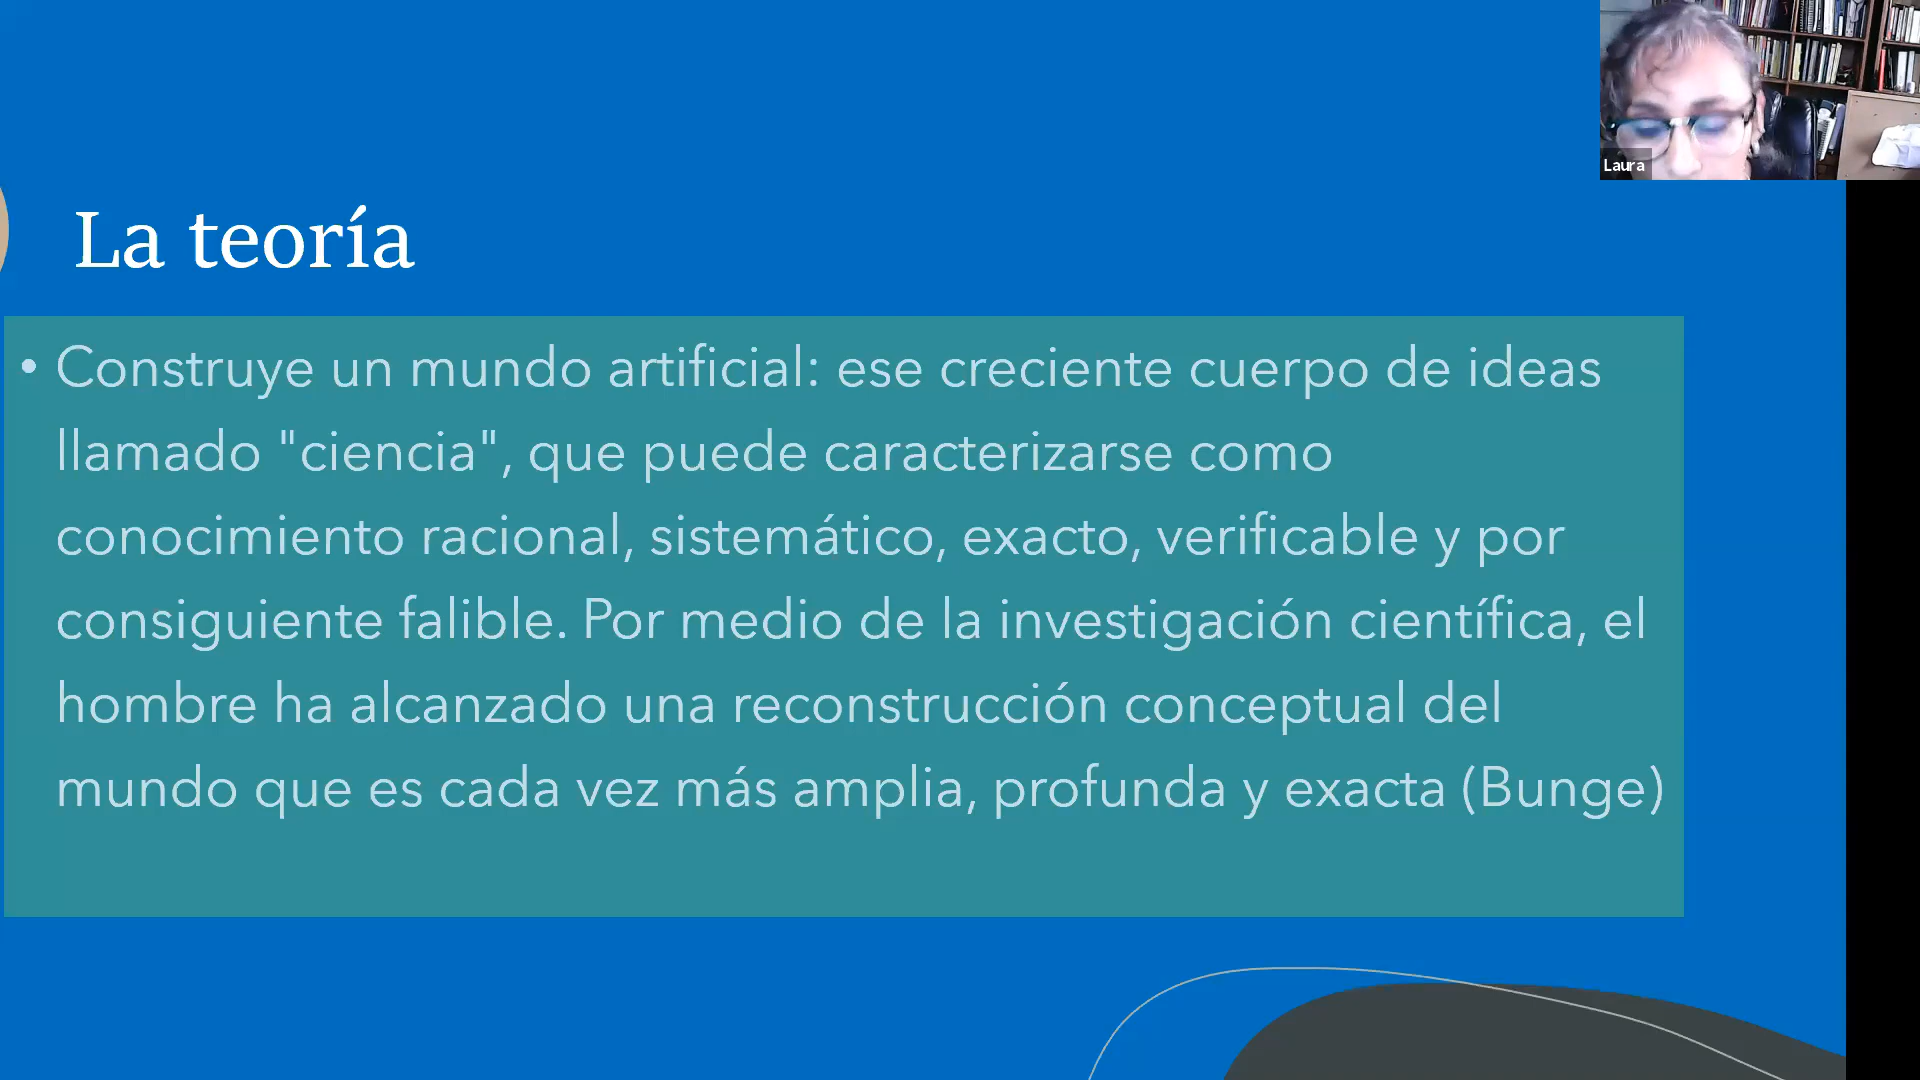 Laura
La teoría
• Construye un mundo artificial: ese creciente cuerpo de ideas
llamado "ciencia", que puede caracterizarse como
conocimiento racional, sistemático, exacto, verificable y por
consiguiente falible. Por medio de la investigación científica, el
hombre ha alcanzado una reconstrucción conceptual del
mundo que es cada vez más amplia, profunda y exacta (Bunge)